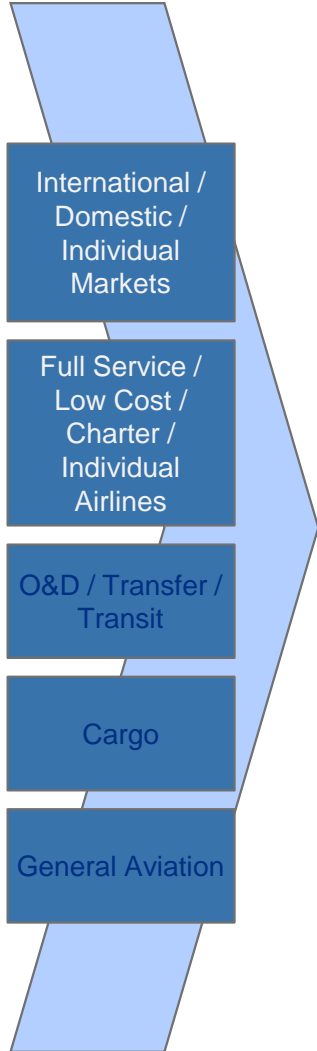 International /
Domestic /
Individual
Markets
Full Service /
Low Cost /
Charter /
Individual
Airlines
O&D / Transfer /
Transit
Cargo
General Aviation